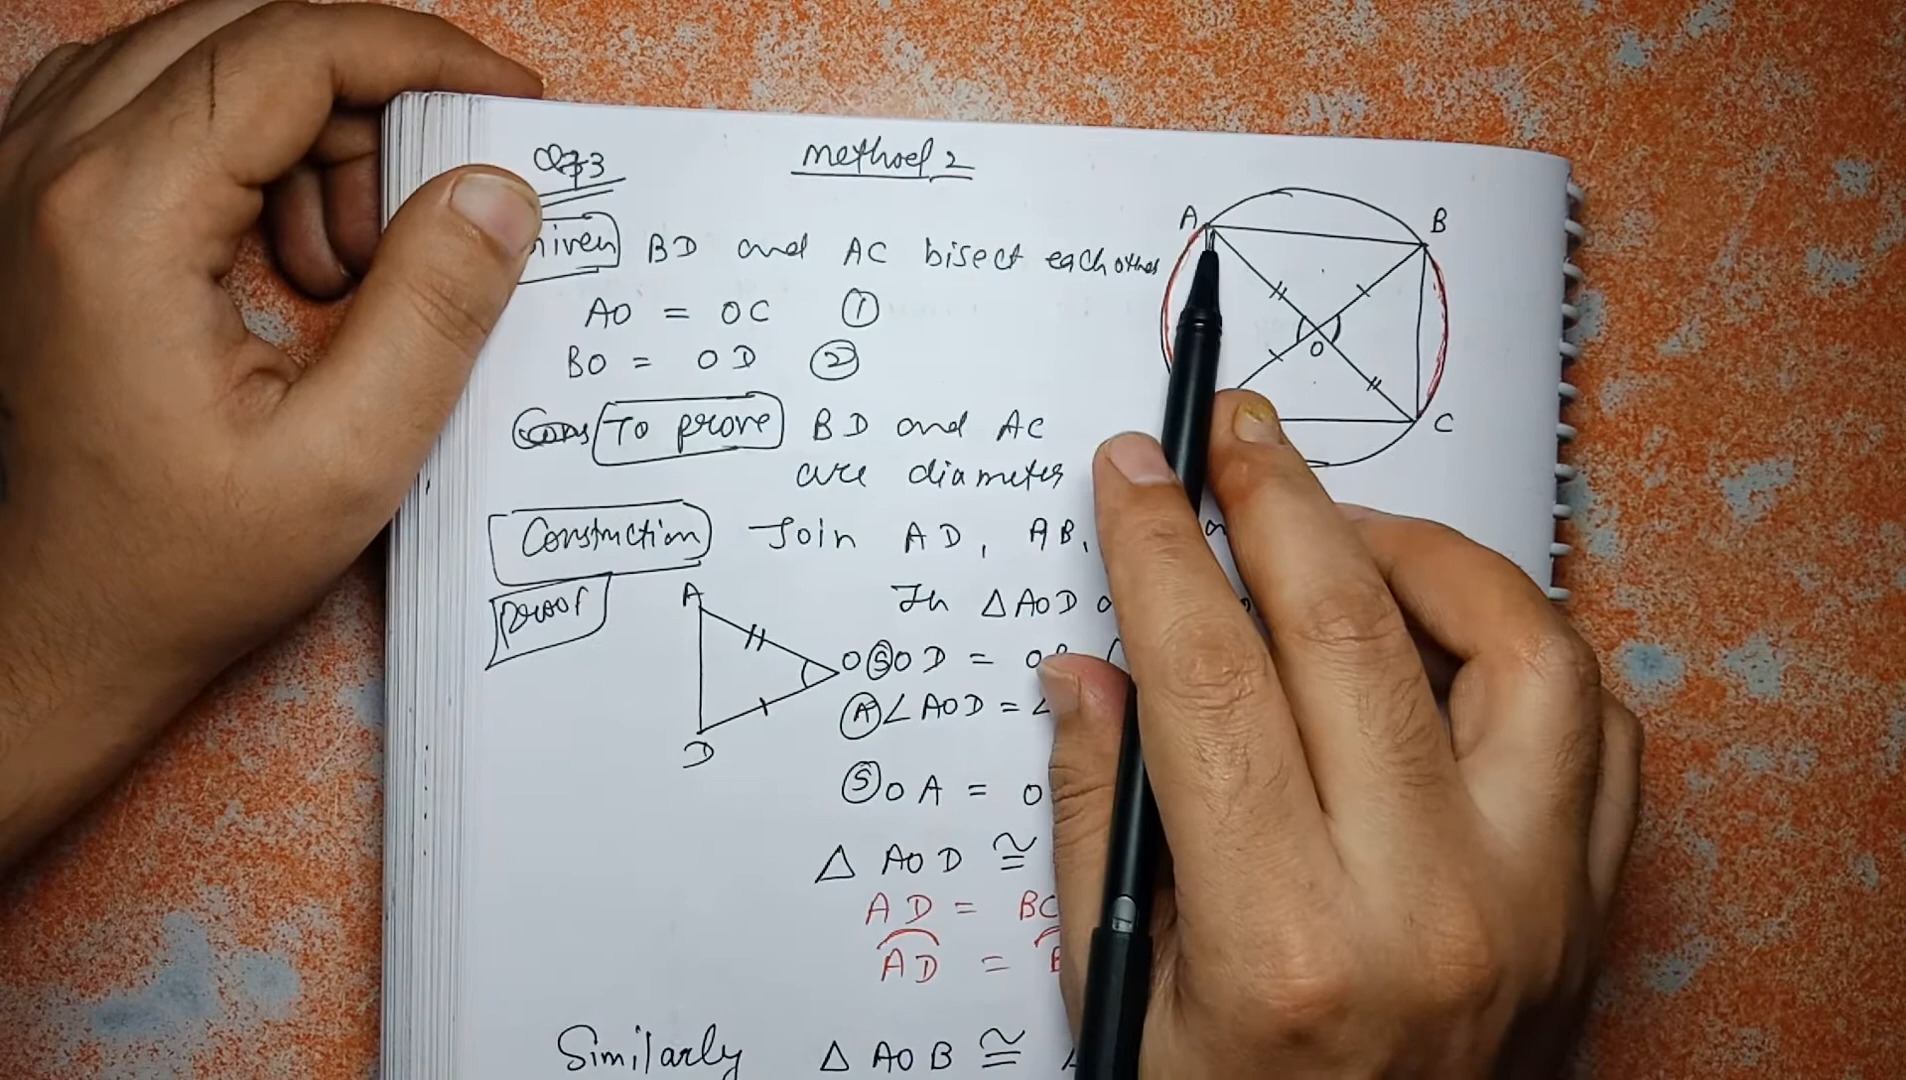 Q73
Method 2
Given BD and AC bisect each other
AO = OC ①
BO = OD ②
Cons To prove BD and AC
are diameter
Construction Join AD, AB,
Proof
In △AOD
Ⓢ OD = O
Ⓐ ∠AOD = ∠
Ⓢ OA = O
△ AOD ≅
AD = BC
AD =
Similarly △ AOB ≅
A
B
O
C
A
O
D